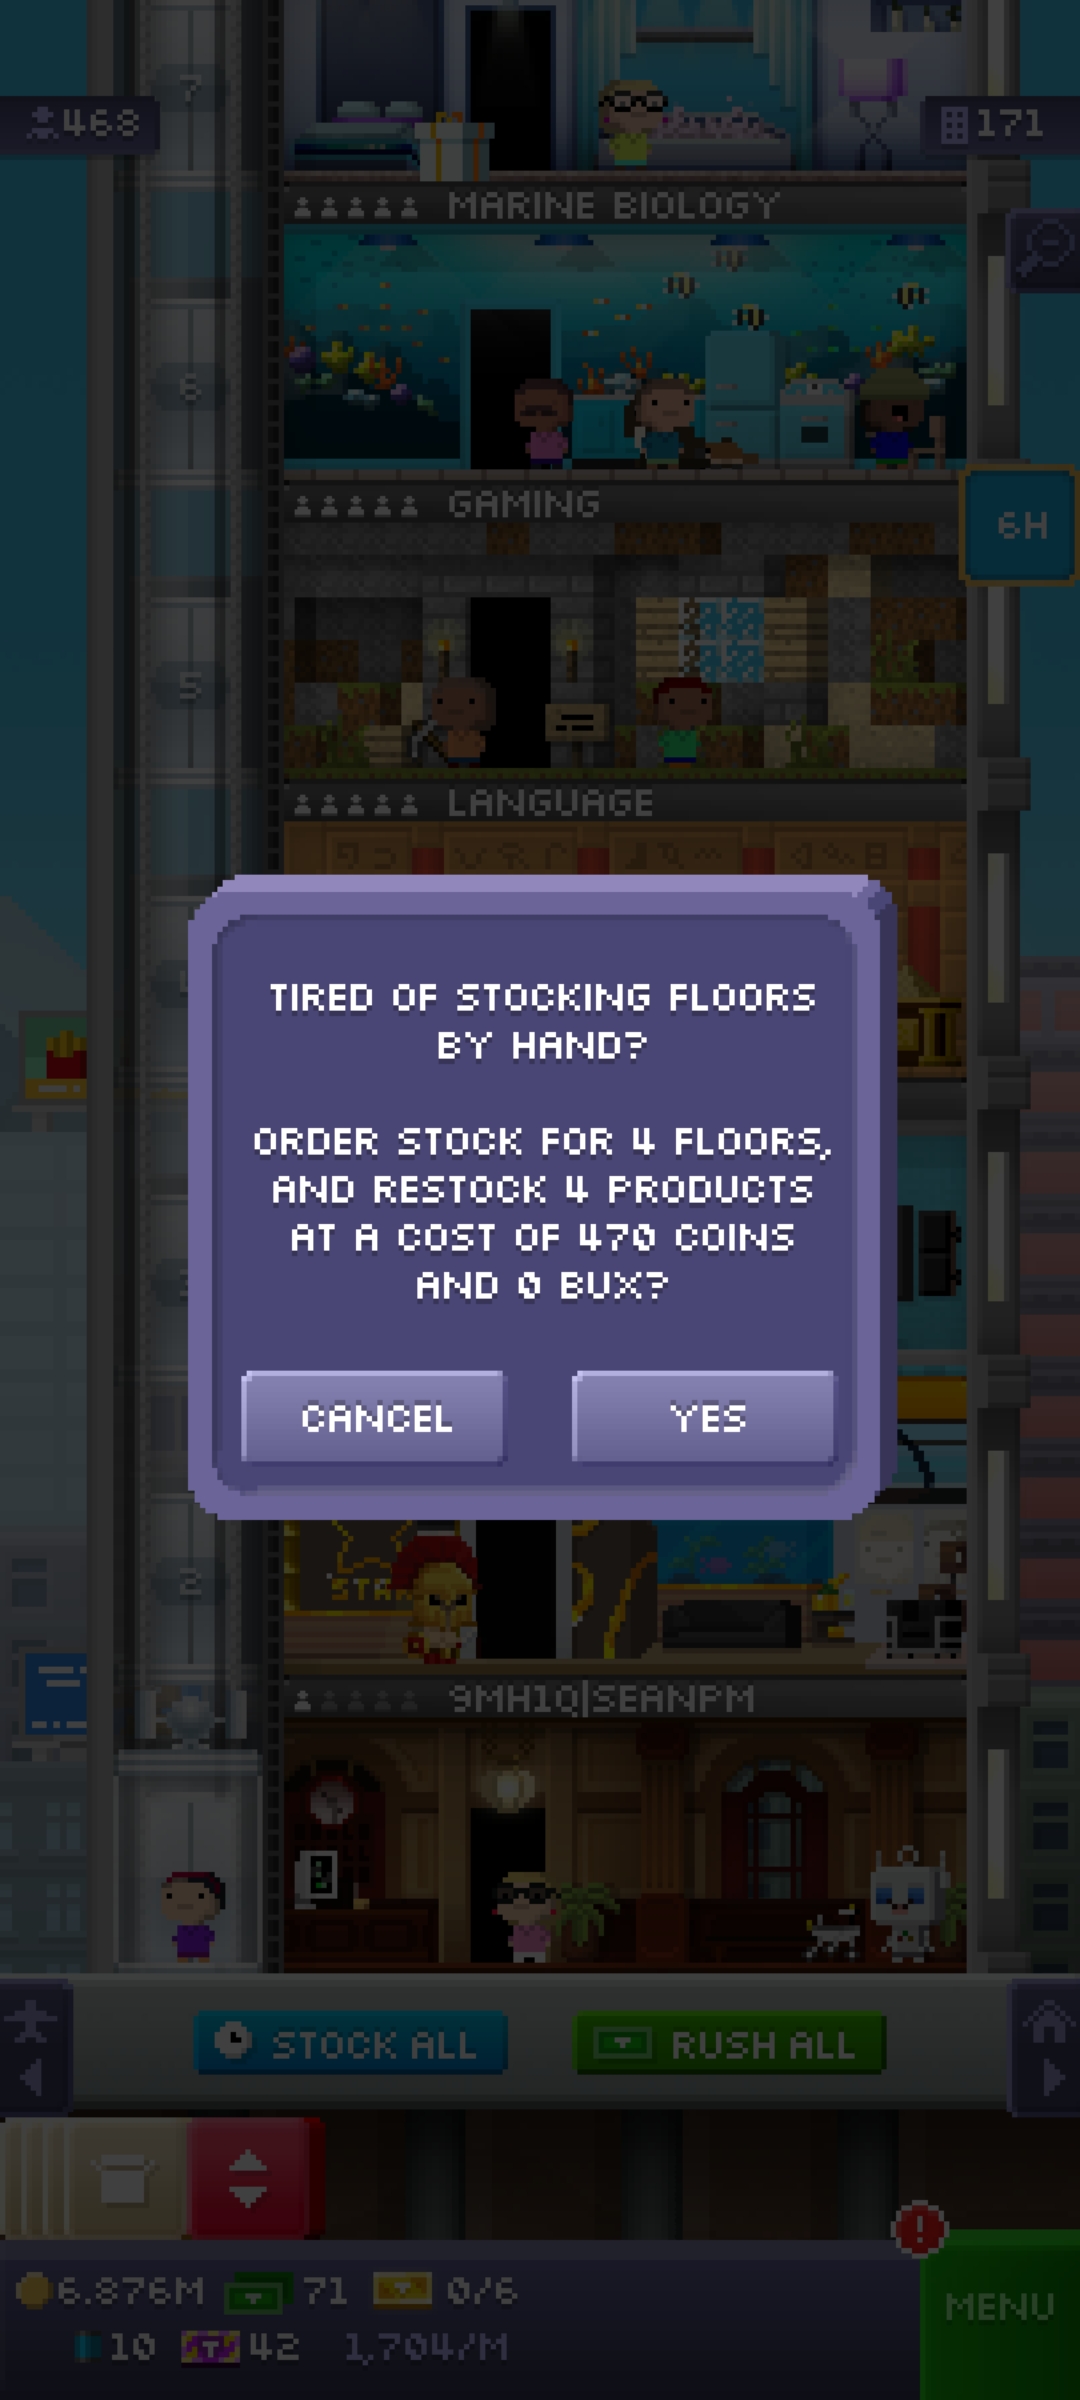 7
468
171
MARINE BIOLOGY
6
GAMING
6H
5
LANGUAGE
TIRED OF STOCKING FLOORS
BY HAND?
ORDER STOCK FOR 4 FLOORS,
AND RESTOCK 4 PRODUCTS
AT A COST OF 470 COINS
AND 0 BUX?
CANCEL
YES
2
9MH1Q|SEANPM
STOCK ALL
RUSH ALL
6.876M 71 0/6
10 42 1,704/M
MENU